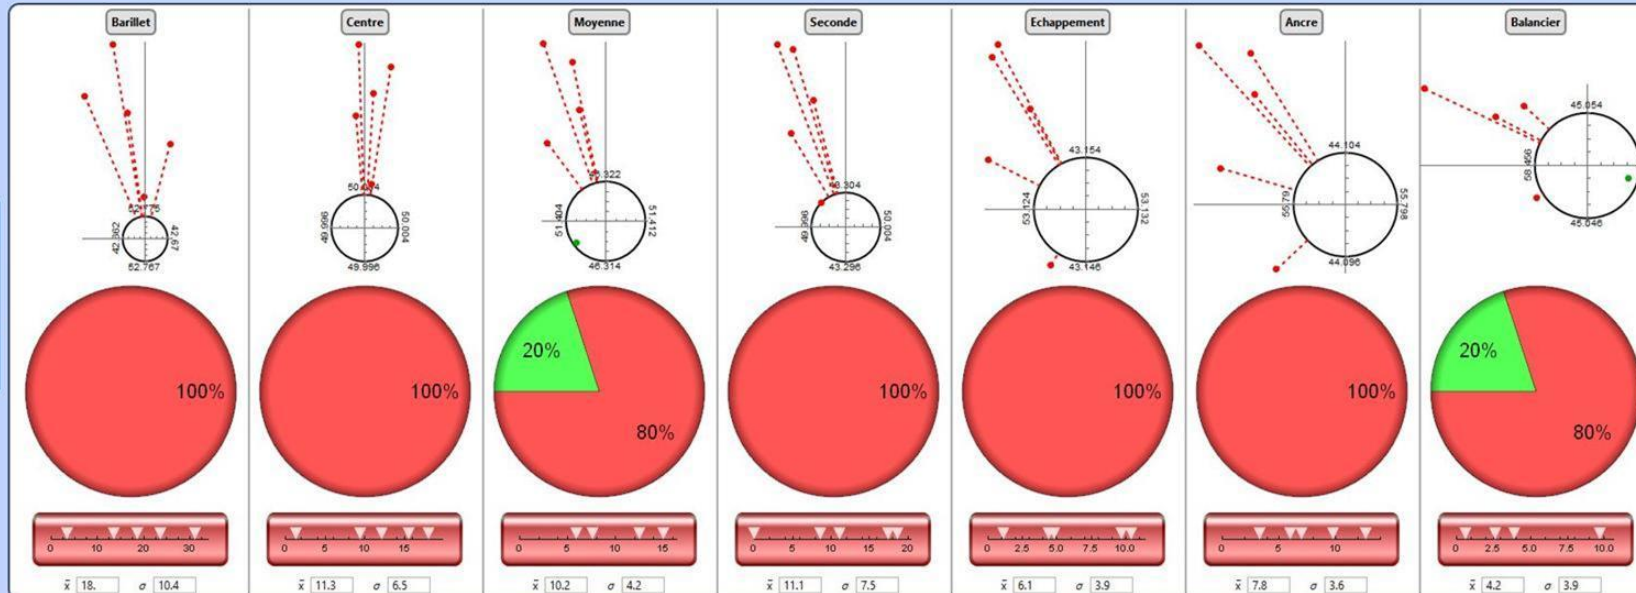 Barillet Centre Moyenne Seconde Echappement Ancre Balancier
43.154 44.104 45.054
49.996 50.004 51.404 51.412 49.996 50.004 53.124 53.132 55.79 55.798 58.456
42.67
52.767 49.996 46.314 43.296 43.146 44.096 45.046
100% 100% 20% 80% 100% 100% 100% 20% 80%
0 10 20 30 0 5 10 15 0 5 10 15 0 5 10 15 20 0 2.5 5.0 7.5 10.0 0 5 10 0 2.5 5.0 7.5 10.0
x̄ 18. σ 10.4 x̄ 11.3 σ 6.5 x̄ 10.2 σ 4.2 x̄ 11.1 σ 7.5 x̄ 6.1 σ 3.9 x̄ 7.8 σ 3.6 x̄ 4.2 σ 3.9